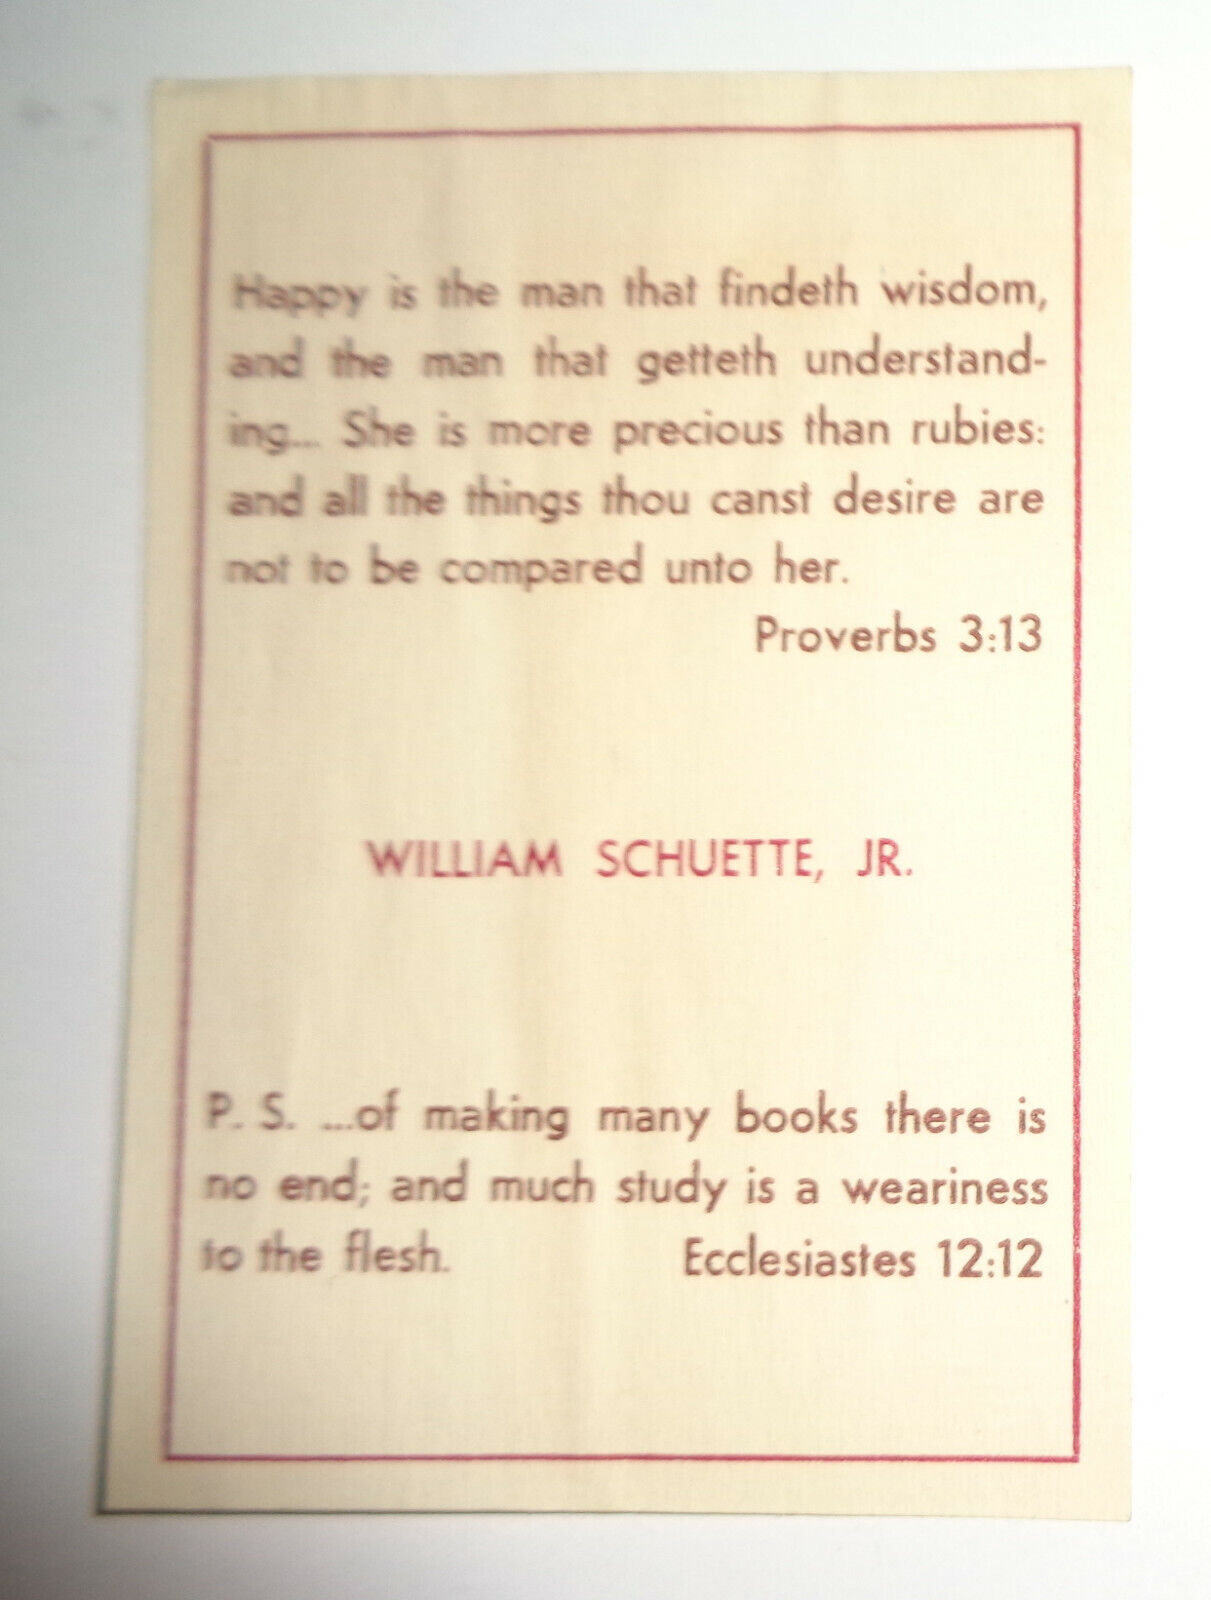 Happy is the man that findeth wisdom,
and the man that getteth understand-
ing... She is more precious than rubies:
and all the things thou canst desire are
not to be compared unto her.
Proverbs 3:13
WILLIAM SCHUETTE, JR.
P. S. ...of making many books there is
no end; and much study is a weariness
to the flesh. Ecclesiastes 12:12